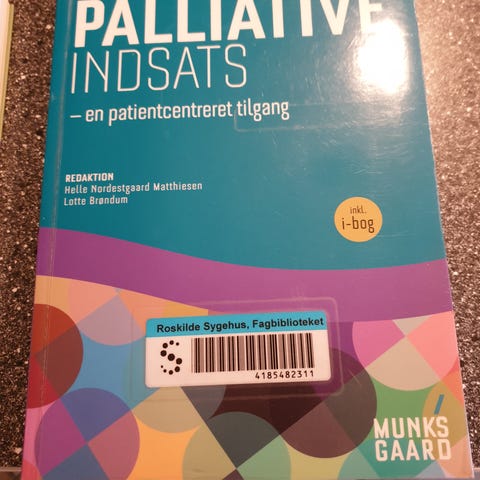 PALLIATIVE
INDSATS
– en patientcentreret tilgang
REDAKTION
Helle Nordestgaard Matthiesen
Lotte Brøndum
inkl.
i-bog
Roskilde Sygehus, Fagbiblioteket
4185482311
MUNKS
GAARD